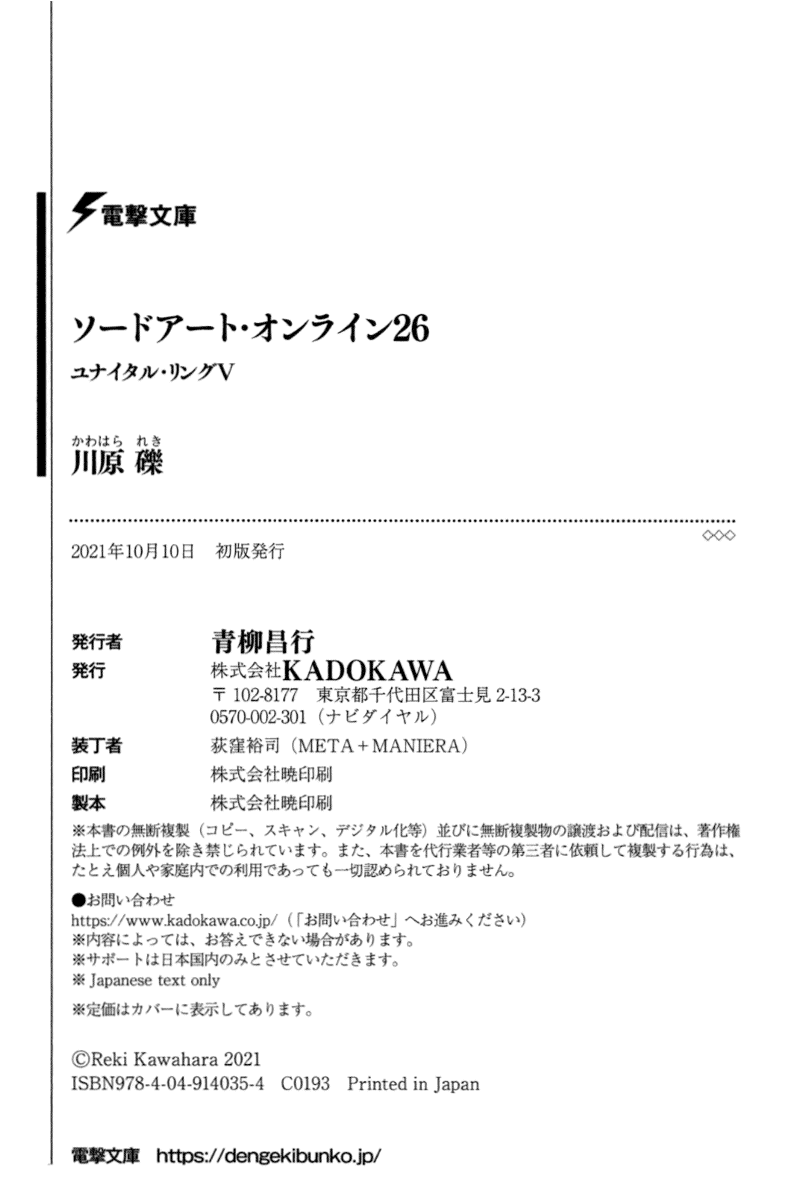 電撃文庫
ソードアート・オンライン26
ユナイタル・リングV
かわはら れき
川原 礫
2021年10月10日 初版発行
発行者 青柳昌行
発行 株式会社KADOKAWA
〒 102-8177 東京都千代田区富士見 2-13-3
0570-002-301（ナビダイヤル）
装丁者 荻窪裕司（META+MANIERA）
印刷 株式会社暁印刷
製本 株式会社暁印刷
※本書の無断複製（コピー、スキャン、デジタル化等）並びに無断複製物の譲渡および配信は、著作権
法上での例外を除き禁じられています。また、本書を代行業者等の第三者に依頼して複製する行為は、
たとえ個人や家庭内での利用であっても一切認められておりません。
●お問い合わせ
https://www.kadokawa.co.jp/（「お問い合わせ」へお進みください）
※内容によっては、お答えできない場合があります。
※サポートは日本国内のみとさせていただきます。
※ Japanese text only
※定価はカバーに表示してあります。
©Reki Kawahara 2021
ISBN978-4-04-914035-4 C0193 Printed in Japan
電撃文庫 https://dengekibunko.jp/